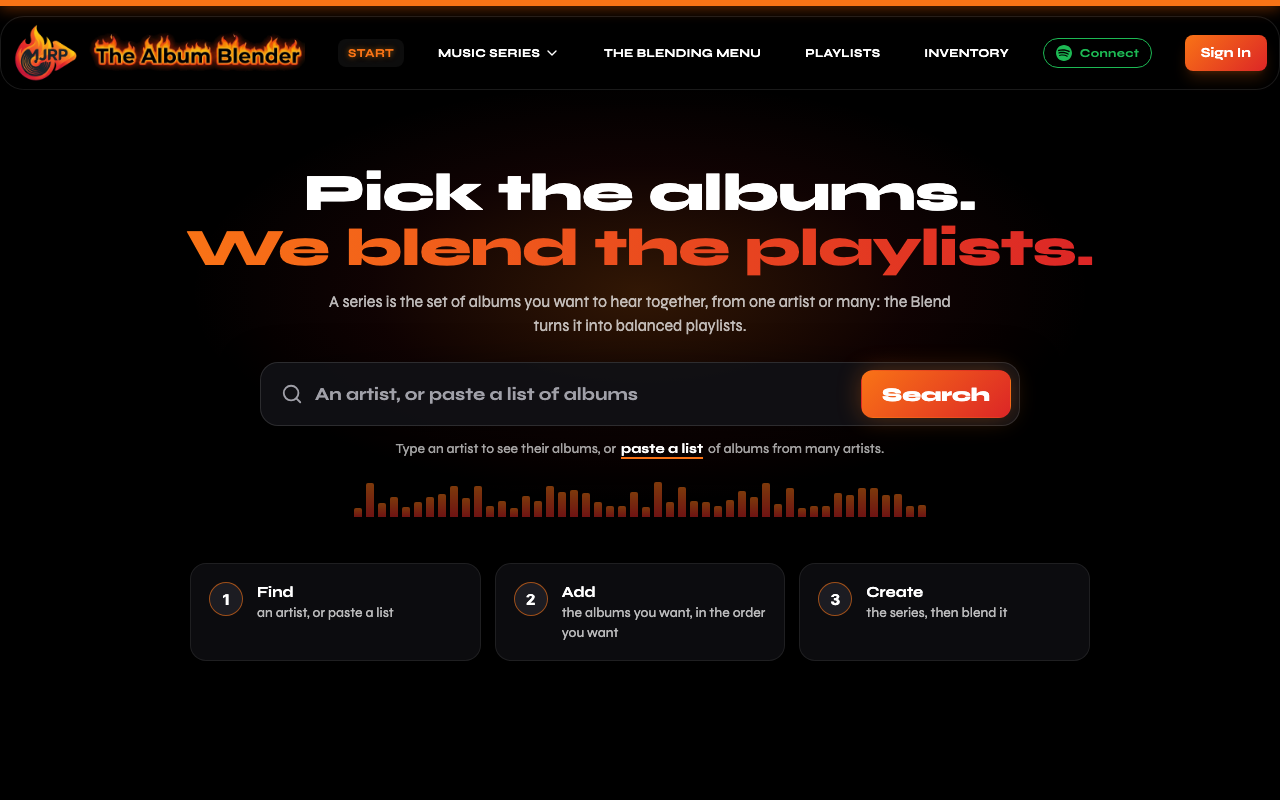 JRP
The Album Blender
START
MUSIC SERIES
THE BLENDING MENU
PLAYLISTS
INVENTORY
Connect
Sign In
Pick the albums.
We blend the playlists.
A series is the set of albums you want to hear together, from one artist or many: the Blend
turns it into balanced playlists.
An artist, or paste a list of albums
Search
Type an artist to see their albums, or paste a list of albums from many artists.
1
Find
an artist, or paste a list
2
Add
the albums you want, in the order
you want
3
Create
the series, then blend it